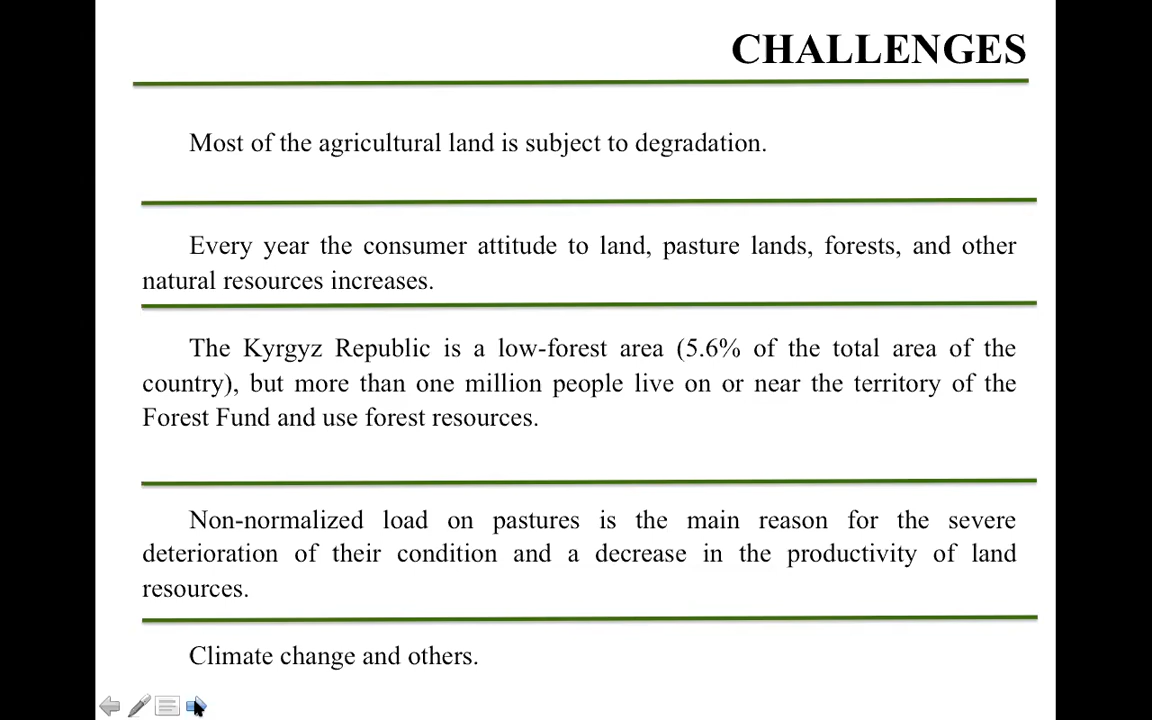 CHALLENGES
Most of the agricultural land is subject to degradation.
Every year the consumer attitude to land, pasture lands, forests, and other
natural resources increases.
The Kyrgyz Republic is a low-forest area (5.6% of the total area of the
country), but more than one million people live on or near the territory of the
Forest Fund and use forest resources.
Non-normalized load on pastures is the main reason for the severe
deterioration of their condition and a decrease in the productivity of land
resources.
Climate change and others.